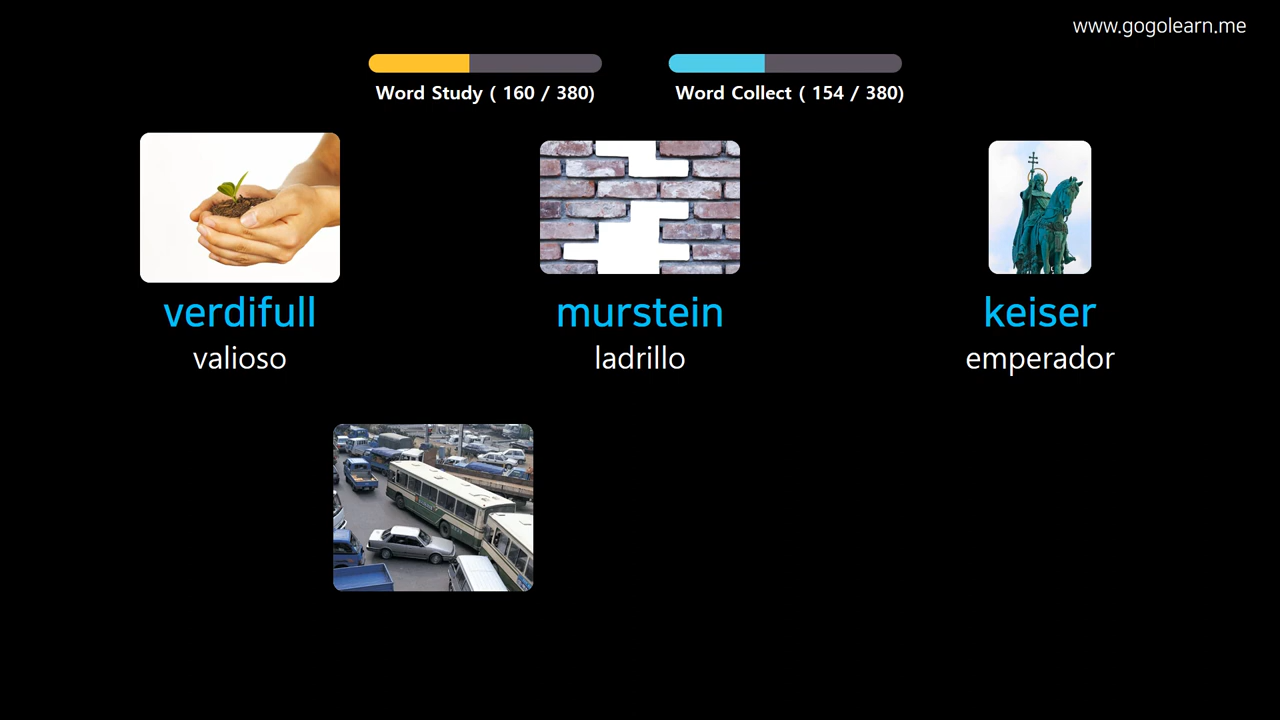 www.gogolearn.me
Word Study ( 160 / 380)
Word Collect ( 154 / 380)
verdifull
murstein
keiser
valioso
ladrillo
emperador